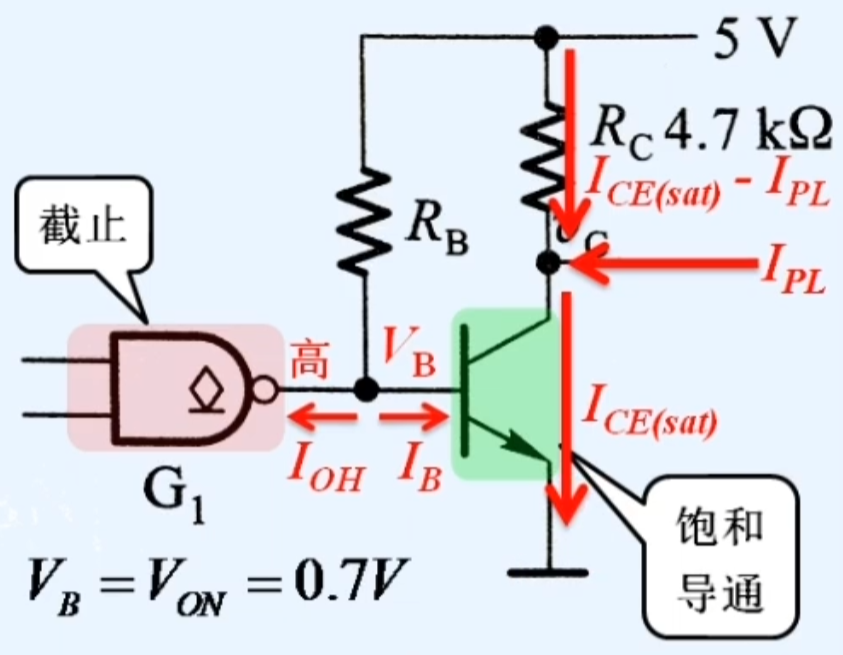 5 V
R_C 4.7 kΩ
I_CE(sat) - I_PL
截止
R_B
I_PL
高
V_B
I_CE(sat)
I_OH
I_B
G_1
饱和
导通
V_B = V_ON = 0.7V